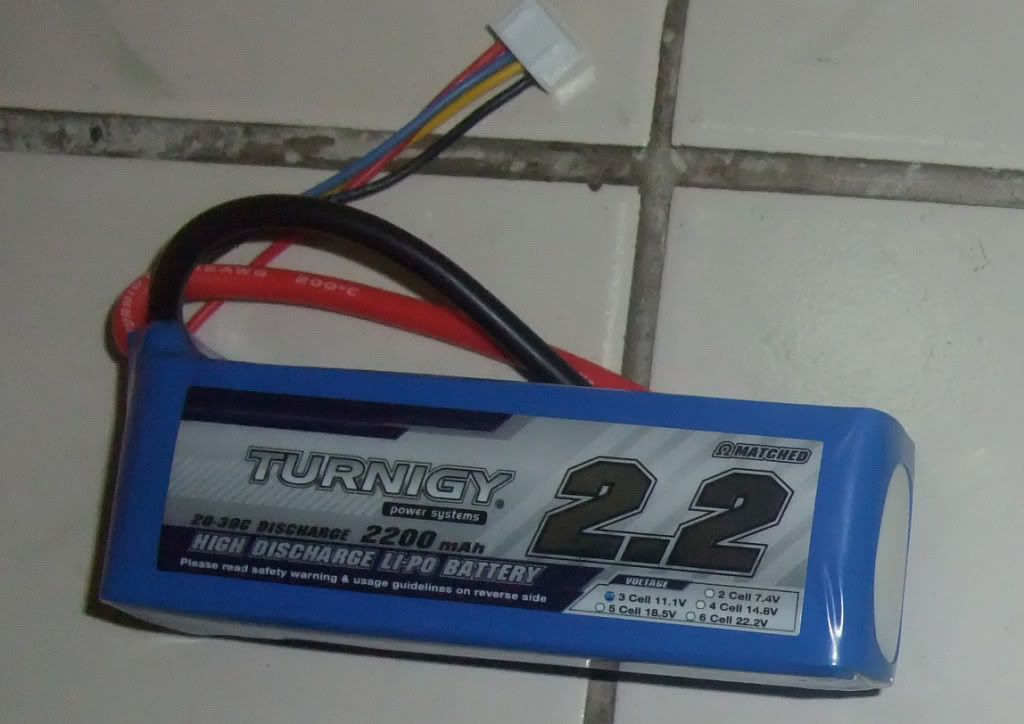 12AWG 200°C
Ω MATCHED
TURNIGY®
power systems
2.2
20-30C DISCHARGE 2200 mAh
HIGH DISCHARGE LI-PO BATTERY
Please read safety warning & usage guidelines on reverse side
VOLTAGE
2 Cell 7.4V
3 Cell 11.1V 4 Cell 14.8V
5 Cell 18.5V 6 Cell 22.2V